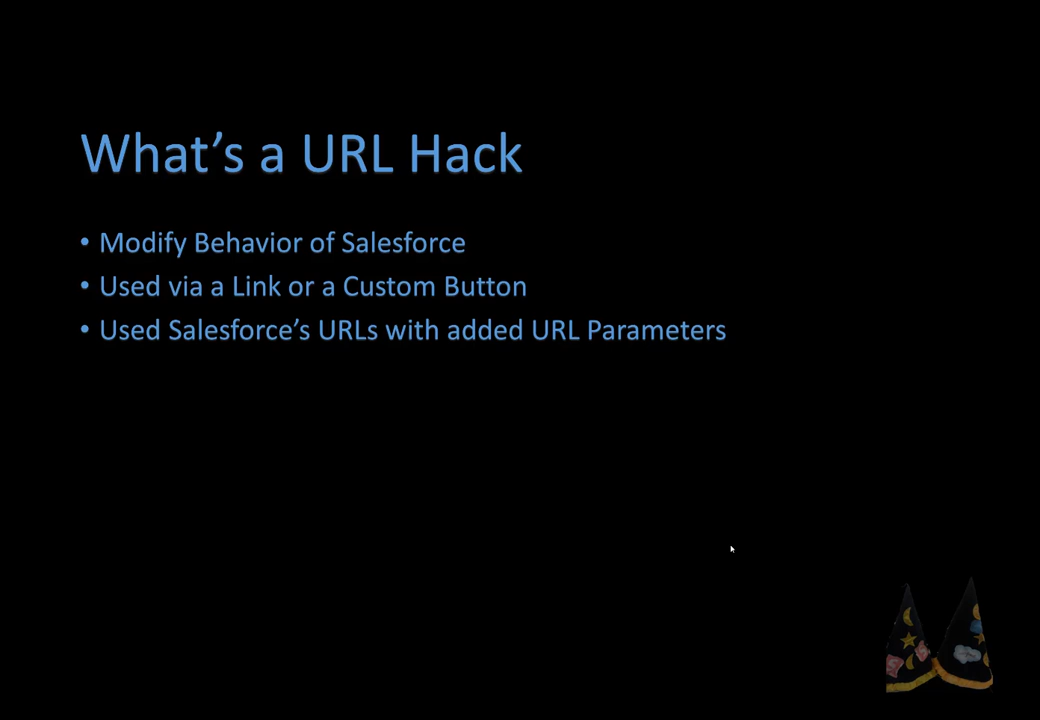 What’s a URL Hack
• Modify Behavior of Salesforce
• Used via a Link or a Custom Button
• Used Salesforce’s URLs with added URL Parameters